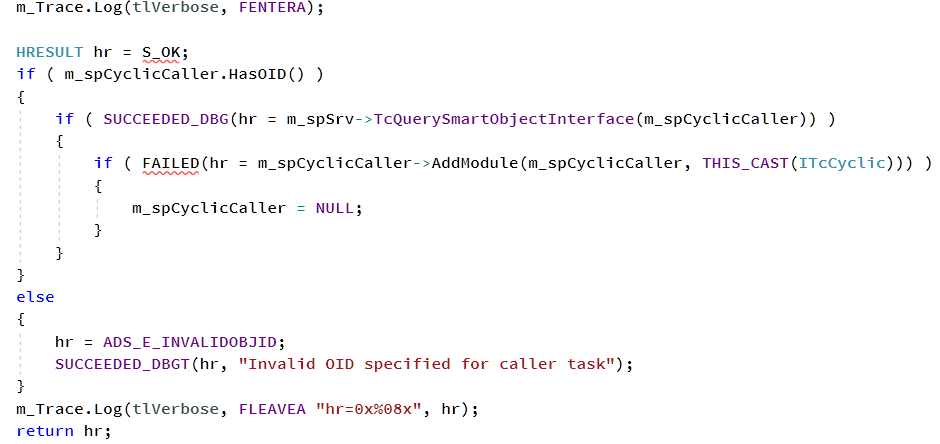 m_Trace.Log(tlVerbose, FENTERA);
HRESULT hr = S_OK;
if ( m_spCyclicCaller.HasOID() )
{
if ( SUCCEEDED_DBG(hr = m_spSrv->TcQuerySmartObjectInterface(m_spCyclicCaller)) )
{
if ( FAILED(hr = m_spCyclicCaller->AddModule(m_spCyclicCaller, THIS_CAST(ITcCyclic))) )
{
m_spCyclicCaller = NULL;
}
}
}
else
{
hr = ADS_E_INVALIDOBJID;
SUCCEEDED_DBGT(hr, "Invalid OID specified for caller task");
}
m_Trace.Log(tlVerbose, FLEAVEA "hr=0x%08x", hr);
return hr;